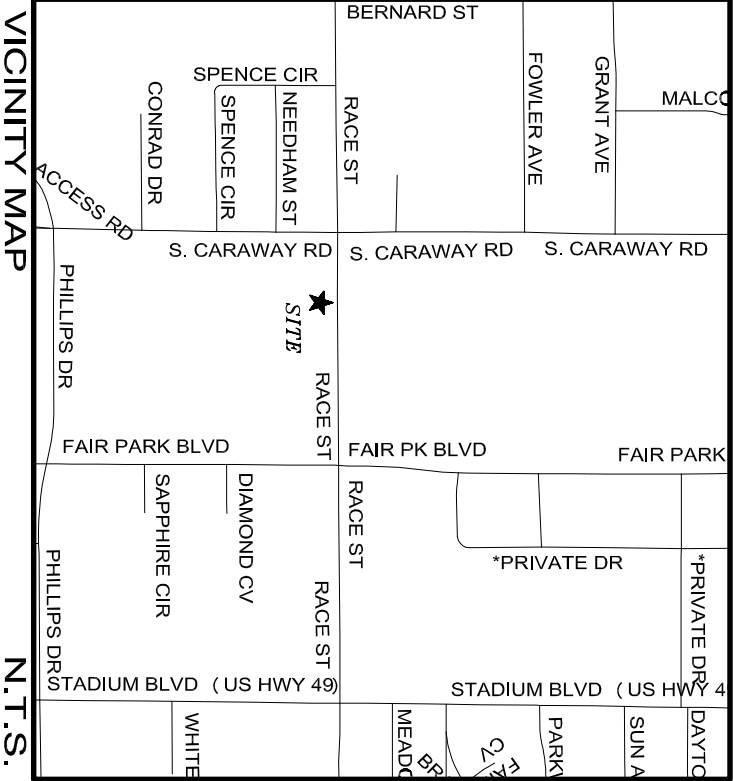 BERNARD ST
SPENCE CIR
CONRAD DR
SPENCE CIR
NEEDHAM ST
RACE ST
FOWLER AVE
GRANT AVE
MALCO
ACCESS RD
S. CARAWAY RD
S. CARAWAY RD
S. CARAWAY RD
PHILLIPS DR
SITE
RACE ST
FAIR PARK BLVD
FAIR PK BLVD
FAIR PARK
SAPPHIRE CIR
DIAMOND CV
RACE ST
*PRIVATE DR
*PRIVATE DR
PHILLIPS DR
RACE ST
STADIUM BLVD ( US HWY 49)
STADIUM BLVD ( US HWY 4
WHITE
MEADO
BR
CV
PARKW
SUN A
DAYTO
VICINITY MAP
N.T.S.